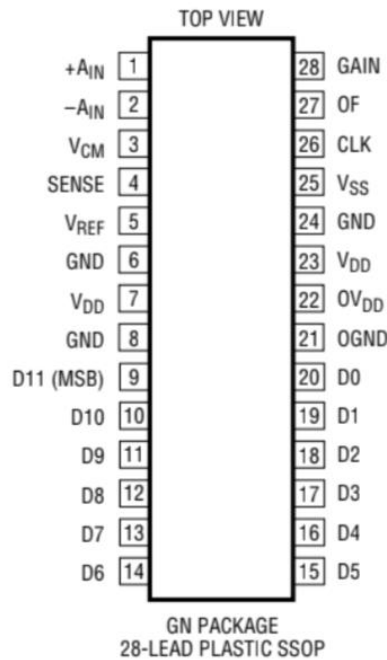 TOP VIEW
+AIN 1 28 GAIN
−AIN 2 27 OF
VCM 3 26 CLK
SENSE 4 25 VSS
VREF 5 24 GND
GND 6 23 VDD
VDD 7 22 OVDD
GND 8 21 OGND
D11 (MSB) 9 20 D0
D10 10 19 D1
D9 11 18 D2
D8 12 17 D3
D7 13 16 D4
D6 14 15 D5
GN PACKAGE
28-LEAD PLASTIC SSOP